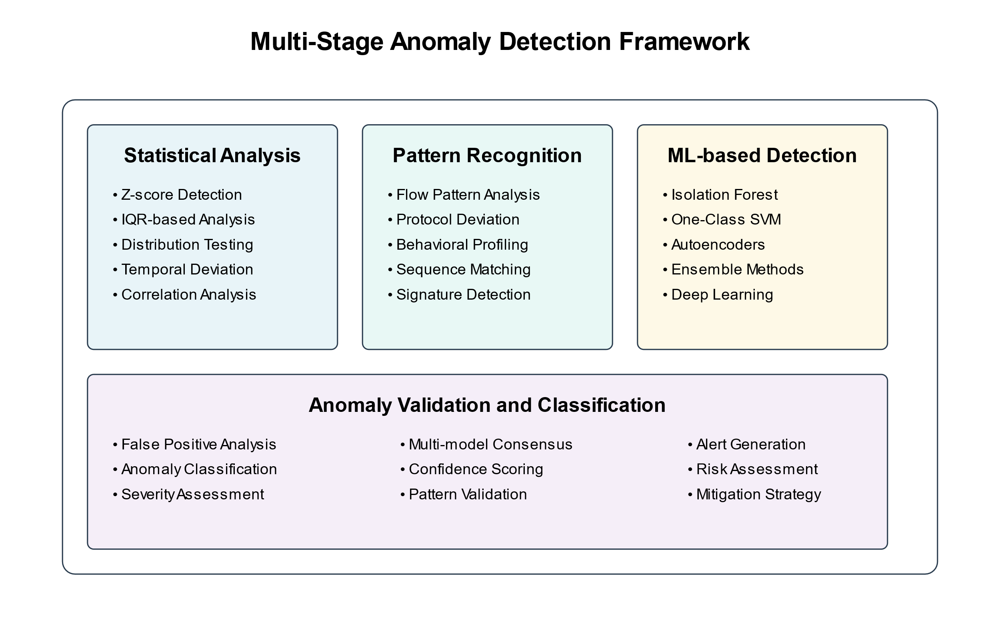 Multi-Stage Anomaly Detection Framework
Statistical Analysis
• Z-score Detection
• IQR-based Analysis
• Distribution Testing
• Temporal Deviation
• Correlation Analysis
Pattern Recognition
• Flow Pattern Analysis
• Protocol Deviation
• Behavioral Profiling
• Sequence Matching
• Signature Detection
ML-based Detection
• Isolation Forest
• One-Class SVM
• Autoencoders
• Ensemble Methods
• Deep Learning
Anomaly Validation and Classification
• False Positive Analysis
• Anomaly Classification
• Severity Assessment
• Multi-model Consensus
• Confidence Scoring
• Pattern Validation
• Alert Generation
• Risk Assessment
• Mitigation Strategy